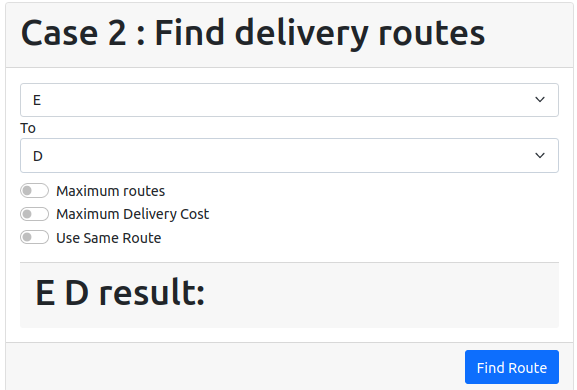 Case 2 : Find delivery routes
E
To
D
Maximum routes
Maximum Delivery Cost
Use Same Route
E D result:
Find Route